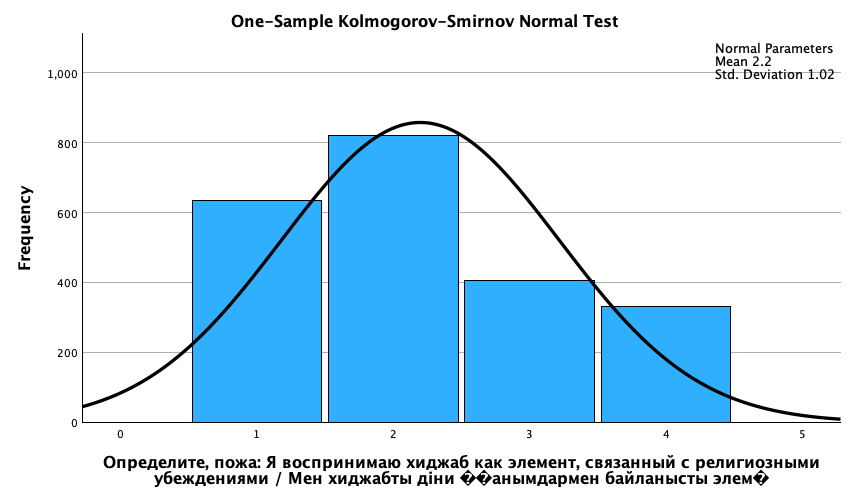 One-Sample Kolmogorov-Smirnov Normal Test
Normal Parameters
Mean 2.2
Std. Deviation 1.02
1,000
800
600
400
200
0
Frequency
0 1 2 3 4 5
Определите, пожа: Я воспринимаю хиджаб как элемент, связанный с религиозными
убеждениями / Мен хиджабты діни ��анымдармен байланысты элем�